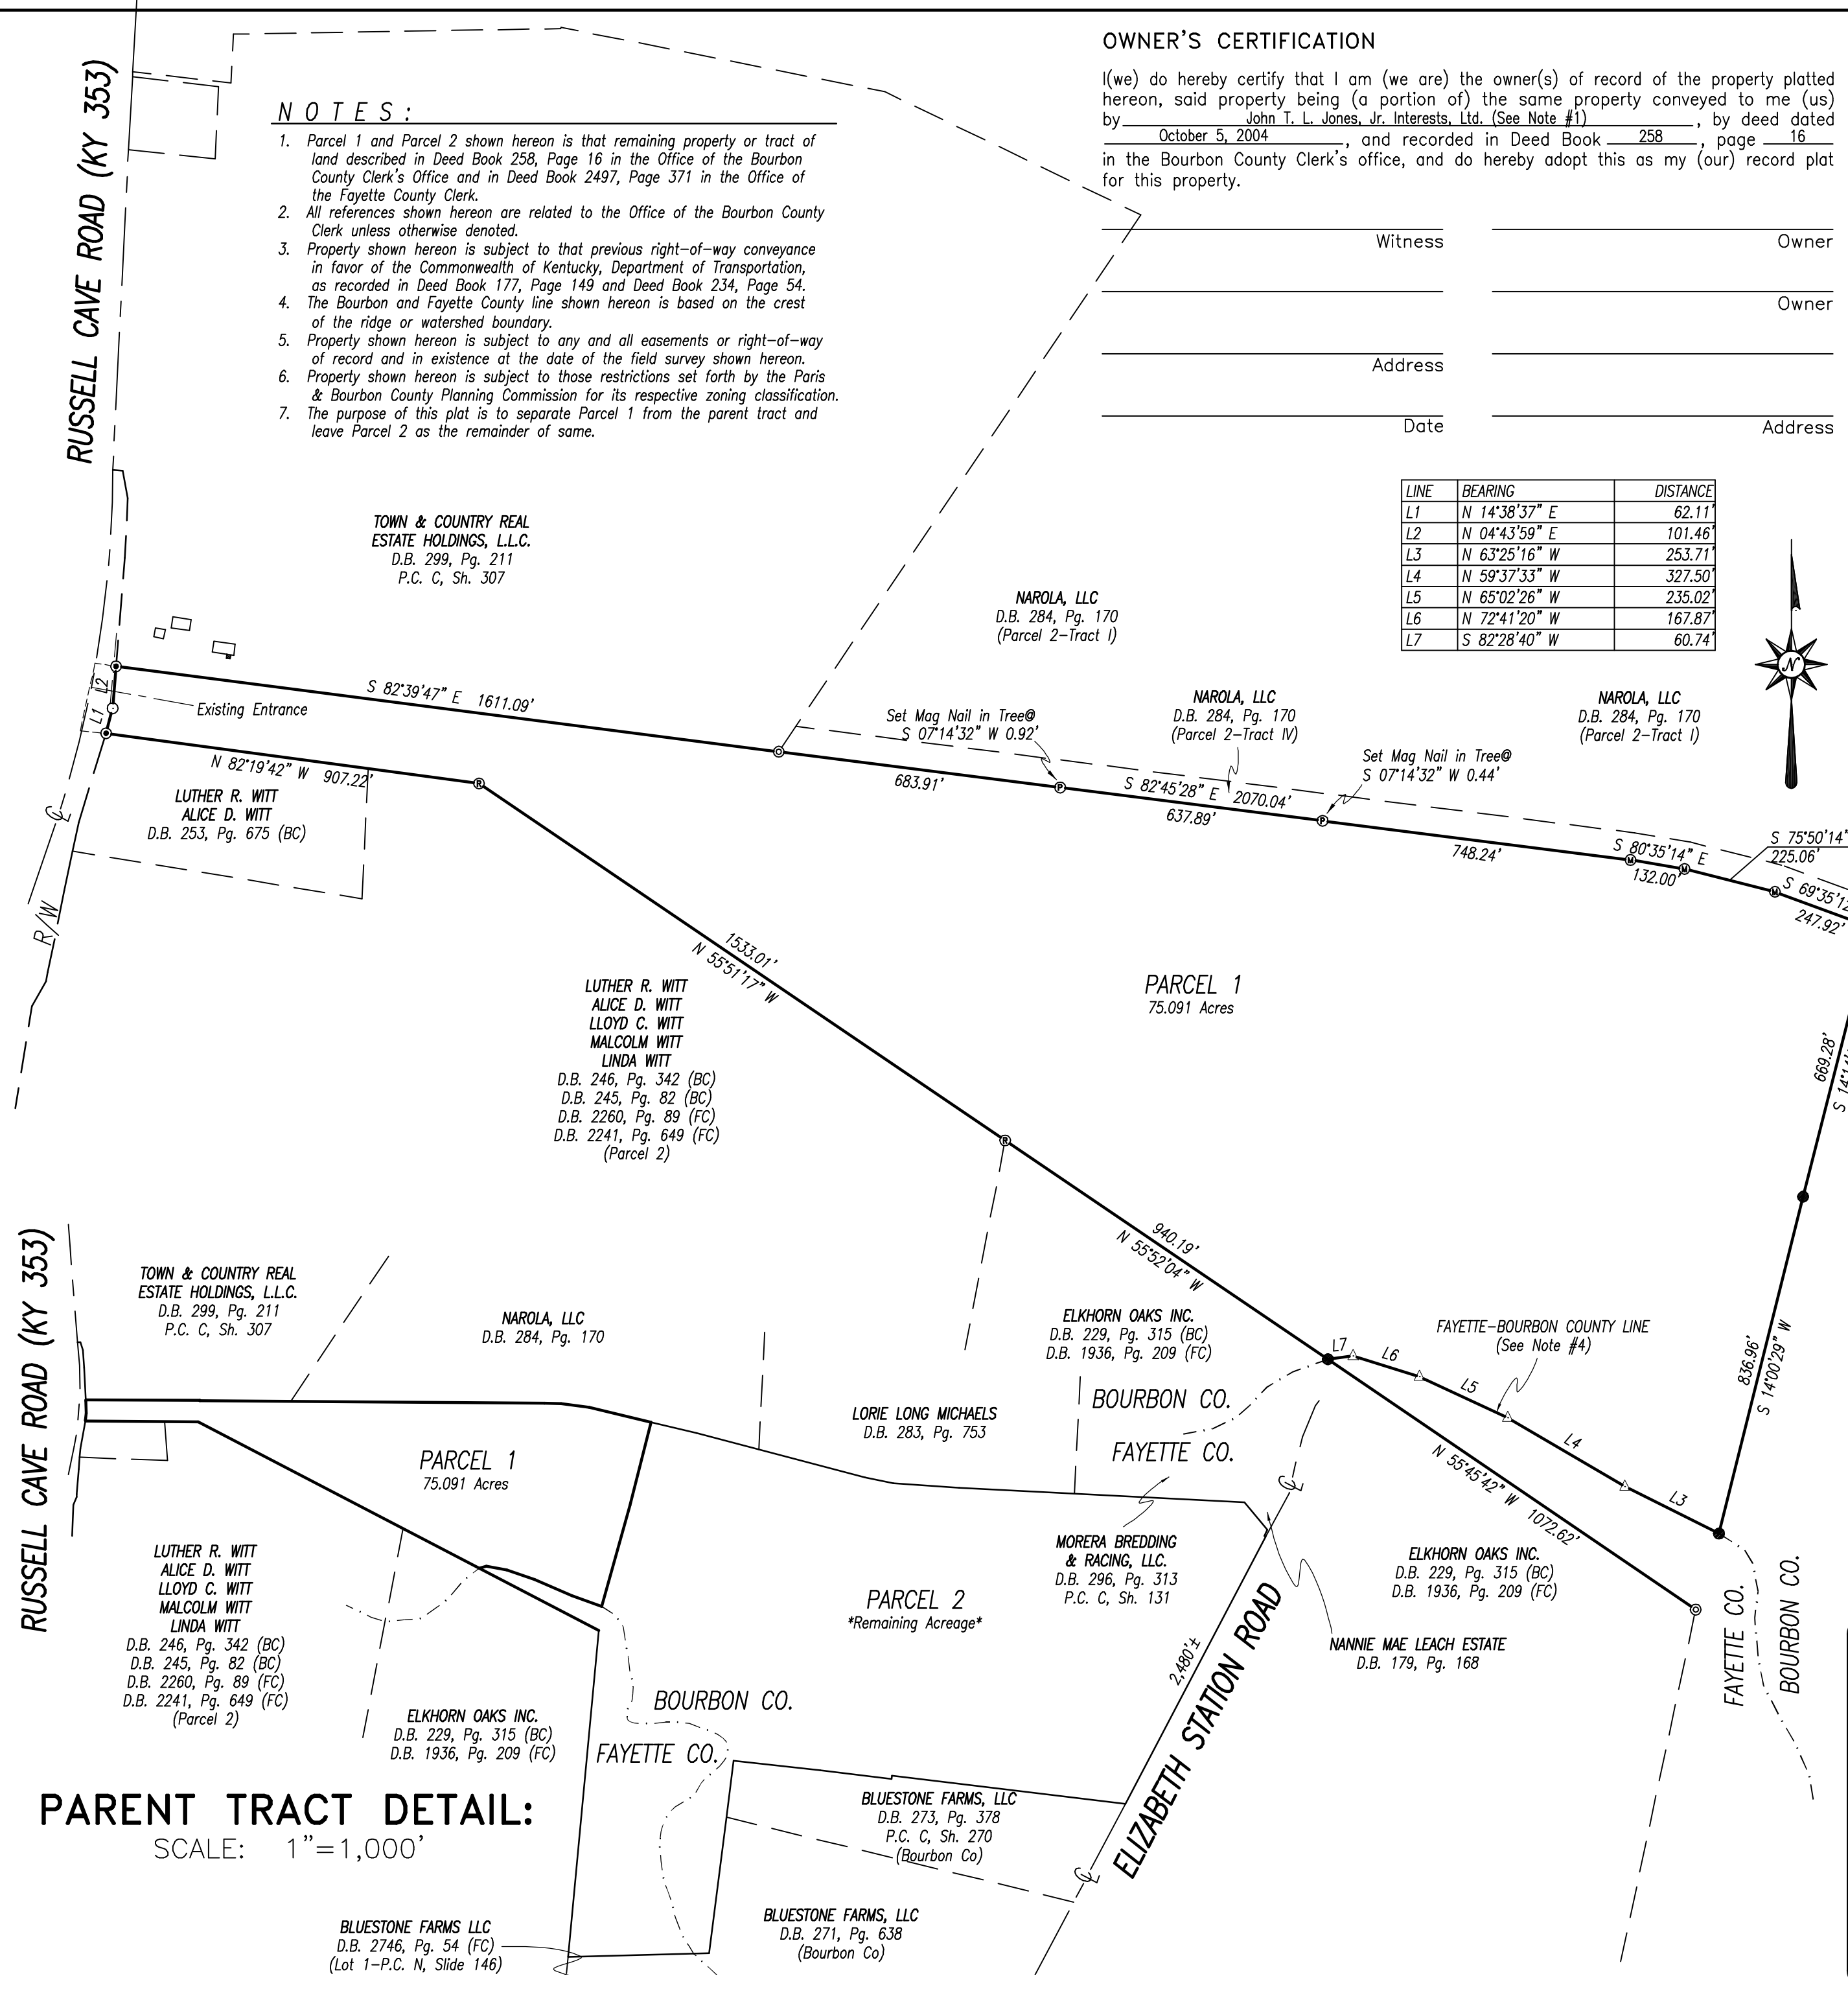 OWNER'S CERTIFICATION
I(we) do hereby certify that I am (we are) the owner(s) of record of the property platted
hereon, said property being (a portion of) the same property conveyed to me (us)
by John T. L. Jones, Jr. Interests, Ltd. (See Note #1), by deed dated
October 5, 2004, and recorded in Deed Book 258, page 16
in the Bourbon County Clerk's office, and do hereby adopt this as my (our) record plat
for this property.
Witness
Owner
Owner
Address
Date
Address
RUSSELL CAVE ROAD (KY 353)
NOTES:
1. Parcel 1 and Parcel 2 shown hereon is that remaining property or tract of
land described in Deed Book 258, Page 16 in the Office of the Bourbon
County Clerk's Office and in Deed Book 2497, Page 371 in the Office of
the Fayette County Clerk.
2. All references shown hereon are related to the Office of the Bourbon County
Clerk unless otherwise denoted.
3. Property shown hereon is subject to that previous right-of-way conveyance
in favor of the Commonwealth of Kentucky, Department of Transportation,
as recorded in Deed Book 177, Page 149 and Deed Book 234, Page 54.
4. The Bourbon and Fayette County line shown hereon is based on the crest
of the ridge or watershed boundary.
5. Property shown hereon is subject to any and all easements or right-of-way
of record and in existence at the date of the field survey shown hereon.
6. Property shown hereon is subject to those restrictions set forth by the Paris
& Bourbon County Planning Commission for its respective zoning classification.
7. The purpose of this plat is to separate Parcel 1 from the parent tract and
leave Parcel 2 as the remainder of same.
LINE BEARING DISTANCE
L1 N 14°38'37" E 62.11'
L2 N 04°43'59" E 101.46'
L3 N 63°25'16" W 253.71'
L4 N 59°37'33" W 327.50'
L5 N 65°02'26" W 235.02'
L6 N 72°41'20" W 167.87'
L7 S 82°28'40" W 60.74'
N
TOWN & COUNTRY REAL
ESTATE HOLDINGS, L.L.C.
D.B. 299, Pg. 211
P.C. C, Sh. 307
NAROLA, LLC
D.B. 284, Pg. 170
(Parcel 2-Tract I)
NAROLA, LLC
D.B. 284, Pg. 170
(Parcel 2-Tract IV)
NAROLA, LLC
D.B. 284, Pg. 170
(Parcel 2-Tract I)
L2
L1
Existing Entrance
S 82°39'47" E 1611.09'
Set Mag Nail in Tree@
S 07°14'32" W 0.92'
Set Mag Nail in Tree@
S 07°14'32" W 0.44'
683.91'
S 82°45'28" E 2070.04'
637.89'
748.24'
S 80°35'14" E
132.00'
S 75°50'14"
225.06'
S 69°35'12
247.92'
N 82°19'42" W 907.22'
R
P
P
M
M
M
LUTHER R. WITT
ALICE D. WITT
D.B. 253, Pg. 675 (BC)
R/W
1533.01'
N 55°51'17" W
PARCEL 1
75.091 Acres
LUTHER R. WITT
ALICE D. WITT
LLOYD C. WITT
MALCOLM WITT
LINDA WITT
D.B. 246, Pg. 342 (BC)
D.B. 245, Pg. 82 (BC)
D.B. 2260, Pg. 89 (FC)
D.B. 2241, Pg. 649 (FC)
(Parcel 2)
669.28'
R
940.19'
N 55°52'04" W
ELKHORN OAKS INC.
D.B. 229, Pg. 315 (BC)
D.B. 1936, Pg. 209 (FC)
FAYETTE-BOURBON COUNTY LINE
(See Note #4)
L7
L6
L5
L4
L3
836.96'
S 14°00'29" W
BOURBON CO.
FAYETTE CO.
N 55°45'42" W 1072.62'
ELKHORN OAKS INC.
D.B. 229, Pg. 315 (BC)
D.B. 1936, Pg. 209 (FC)
FAYETTE CO.
BOURBON CO.
RUSSELL CAVE ROAD (KY 353)
TOWN & COUNTRY REAL
ESTATE HOLDINGS, L.L.C.
D.B. 299, Pg. 211
P.C. C, Sh. 307
NAROLA, LLC
D.B. 284, Pg. 170
LORIE LONG MICHAELS
D.B. 283, Pg. 753
PARCEL 1
75.091 Acres
MORERA BREDDING
& RACING, LLC.
D.B. 296, Pg. 313
P.C. C, Sh. 131
NANNIE MAE LEACH ESTATE
D.B. 179, Pg. 168
LUTHER R. WITT
ALICE D. WITT
LLOYD C. WITT
MALCOLM WITT
LINDA WITT
D.B. 246, Pg. 342 (BC)
D.B. 245, Pg. 82 (BC)
D.B. 2260, Pg. 89 (FC)
D.B. 2241, Pg. 649 (FC)
(Parcel 2)
PARCEL 2
*Remaining Acreage*
2,480'±
ELIZABETH STATION ROAD
ELKHORN OAKS INC.
D.B. 229, Pg. 315 (BC)
D.B. 1936, Pg. 209 (FC)
BOURBON CO.
FAYETTE CO.
BLUESTONE FARMS, LLC
D.B. 273, Pg. 378
P.C. C, Sh. 270
(Bourbon Co)
PARENT TRACT DETAIL:
SCALE: 1"=1,000'
BLUESTONE FARMS LLC
D.B. 2746, Pg. 54 (FC)
(Lot 1-P.C. N, Slide 146)
BLUESTONE FARMS, LLC
D.B. 271, Pg. 638
(Bourbon Co)